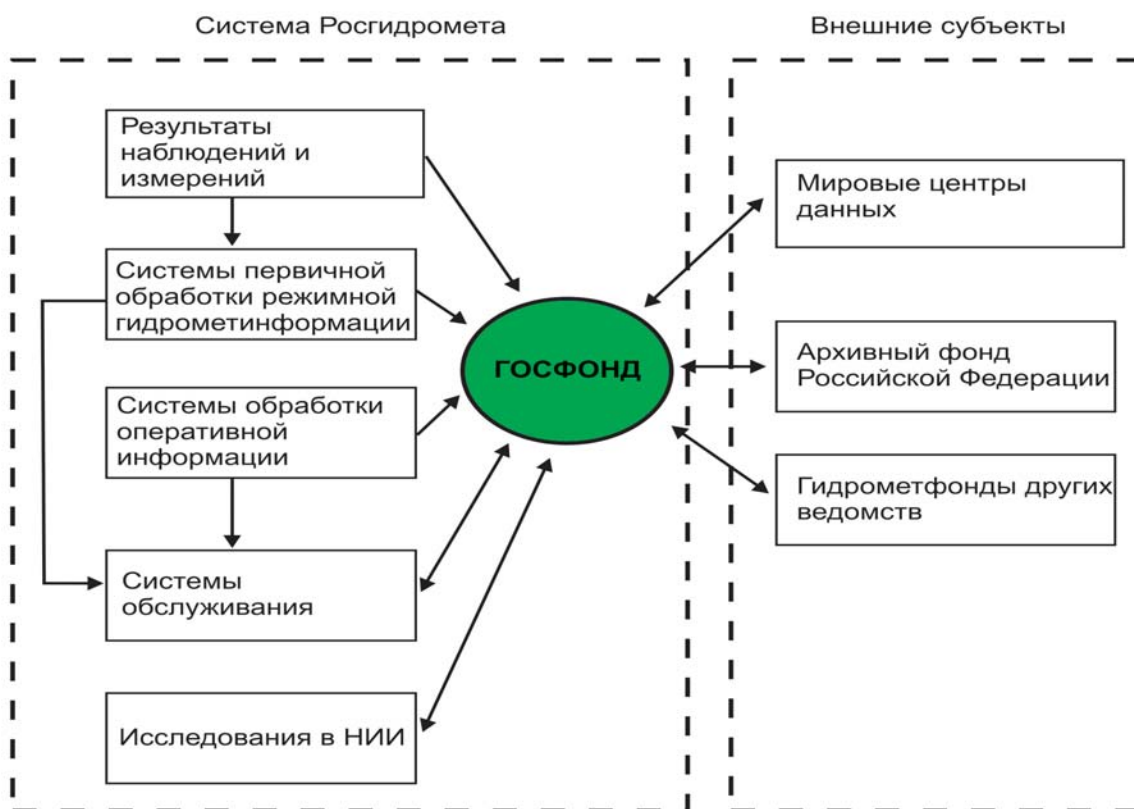 Система Росгидромета
Внешние субъекты
Результаты
наблюдений и
измерений
Системы первичной
обработки режимной
гидрометинформации
Системы обработки
оперативной
информации
Системы
обслуживания
Исследования в НИИ
ГОСФОНД
Мировые центры
данных
Архивный фонд
Российской Федерации
Гидрометфонды других
ведомств